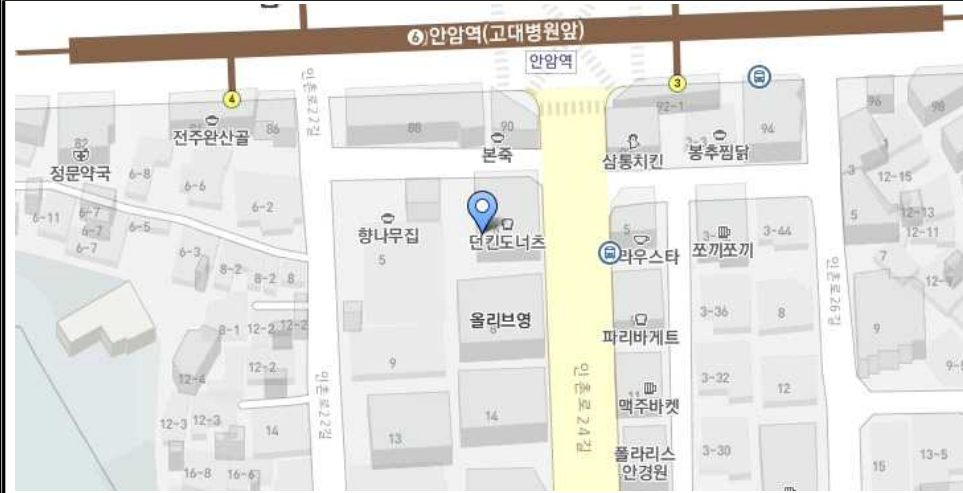 6 안암역(고대병원앞)
안암역
4
3
인촌로22길
92-1
96
98
82
86
88
90
94
전주완산골
본죽
삼통치킨
봉추찜닭
정문약국
6-8
6-6
3
12-15
6-11
6-7
6-7
6-7
6-5
6-2
5
12-13
12-11
향나무집
5
던킨도너츠
5
라우스타
쪼끼쪼끼
3-44
6-3
8-2
8-2
8
7
인촌로26길
올리브영
3-36
8
8-1
12-2
12-2
파리바게트
9
9
12-4
12-2
인촌로24길
3-32
12
인촌로22길
맥주바켓
12-3
12-3
14
13
14
폴라리스
안경원
3-30
15
13-5
16-8
16-6